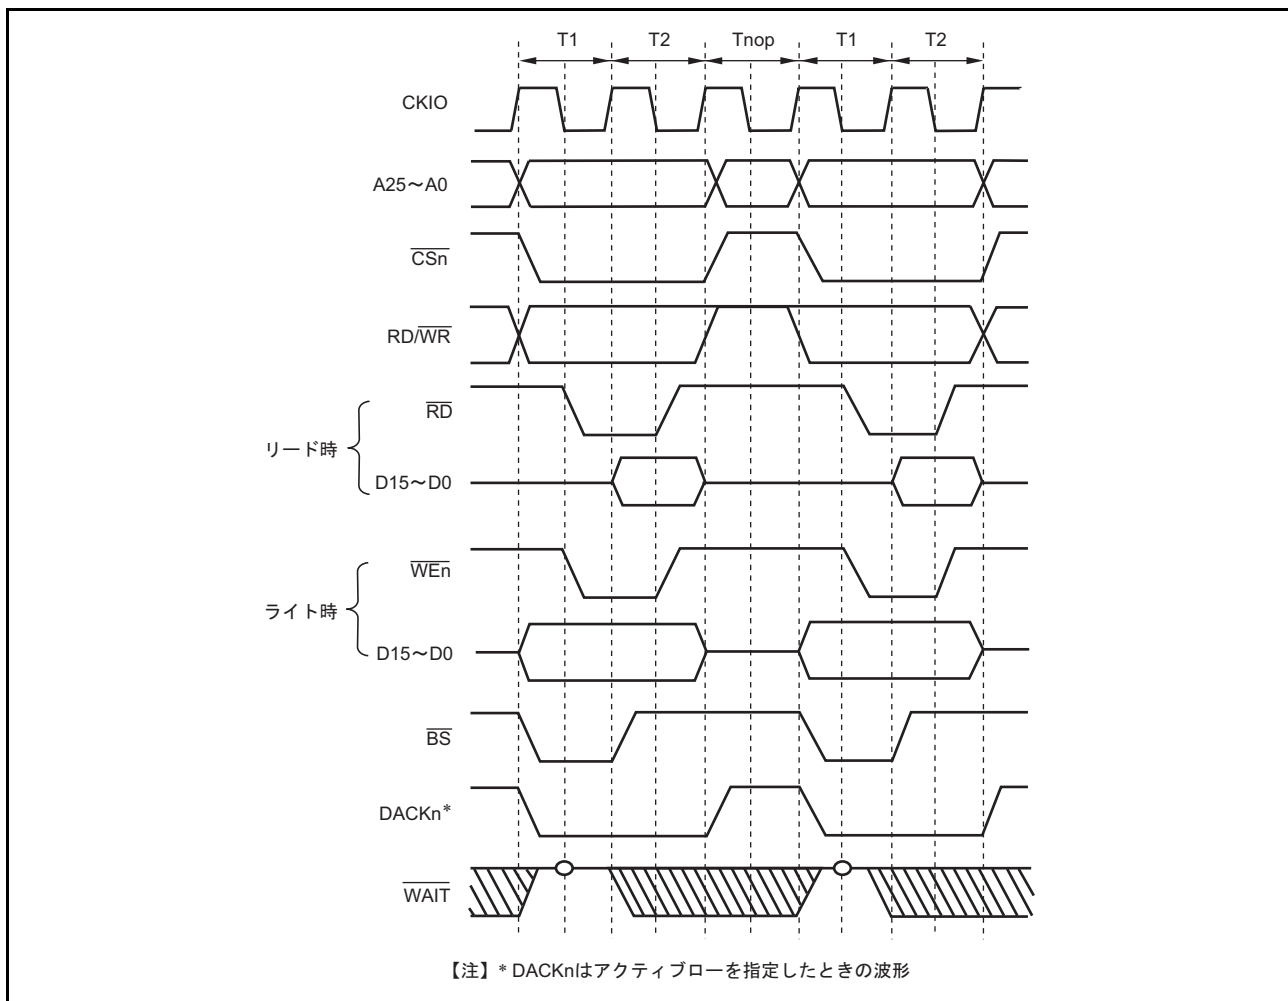 T1 T2 Tnop T1 T2
CKIO
A25～A0
CSn
RD/WR
RD
リード時
D15～D0
WEn
ライト時
D15～D0
BS
DACKn*
WAIT
【注】* DACKnはアクティブローを指定したときの波形